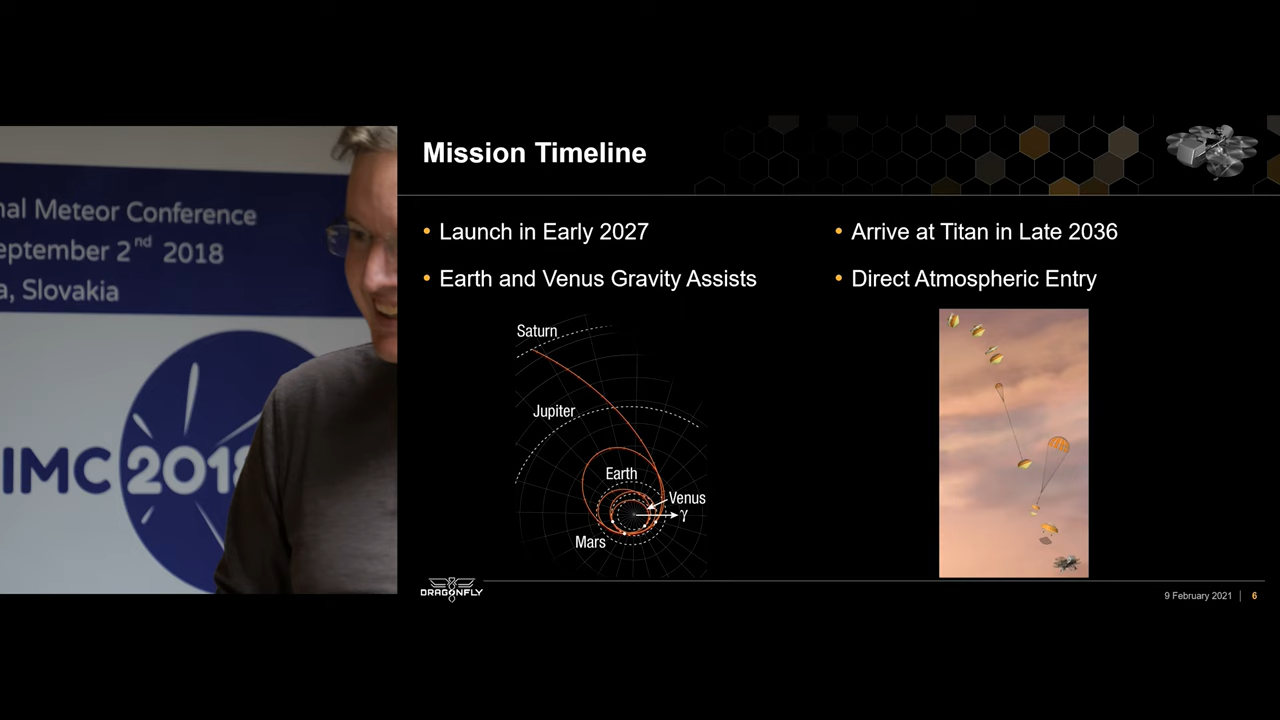 nal Meteor Conference
eptember 2nd 2018
a, Slovakia
IMC 2018
Mission Timeline
• Launch in Early 2027
• Earth and Venus Gravity Assists
• Arrive at Titan in Late 2036
• Direct Atmospheric Entry
Saturn
Jupiter
Earth
Venus
γ
Mars
DRAGONFLY
9 February 2021 | 6